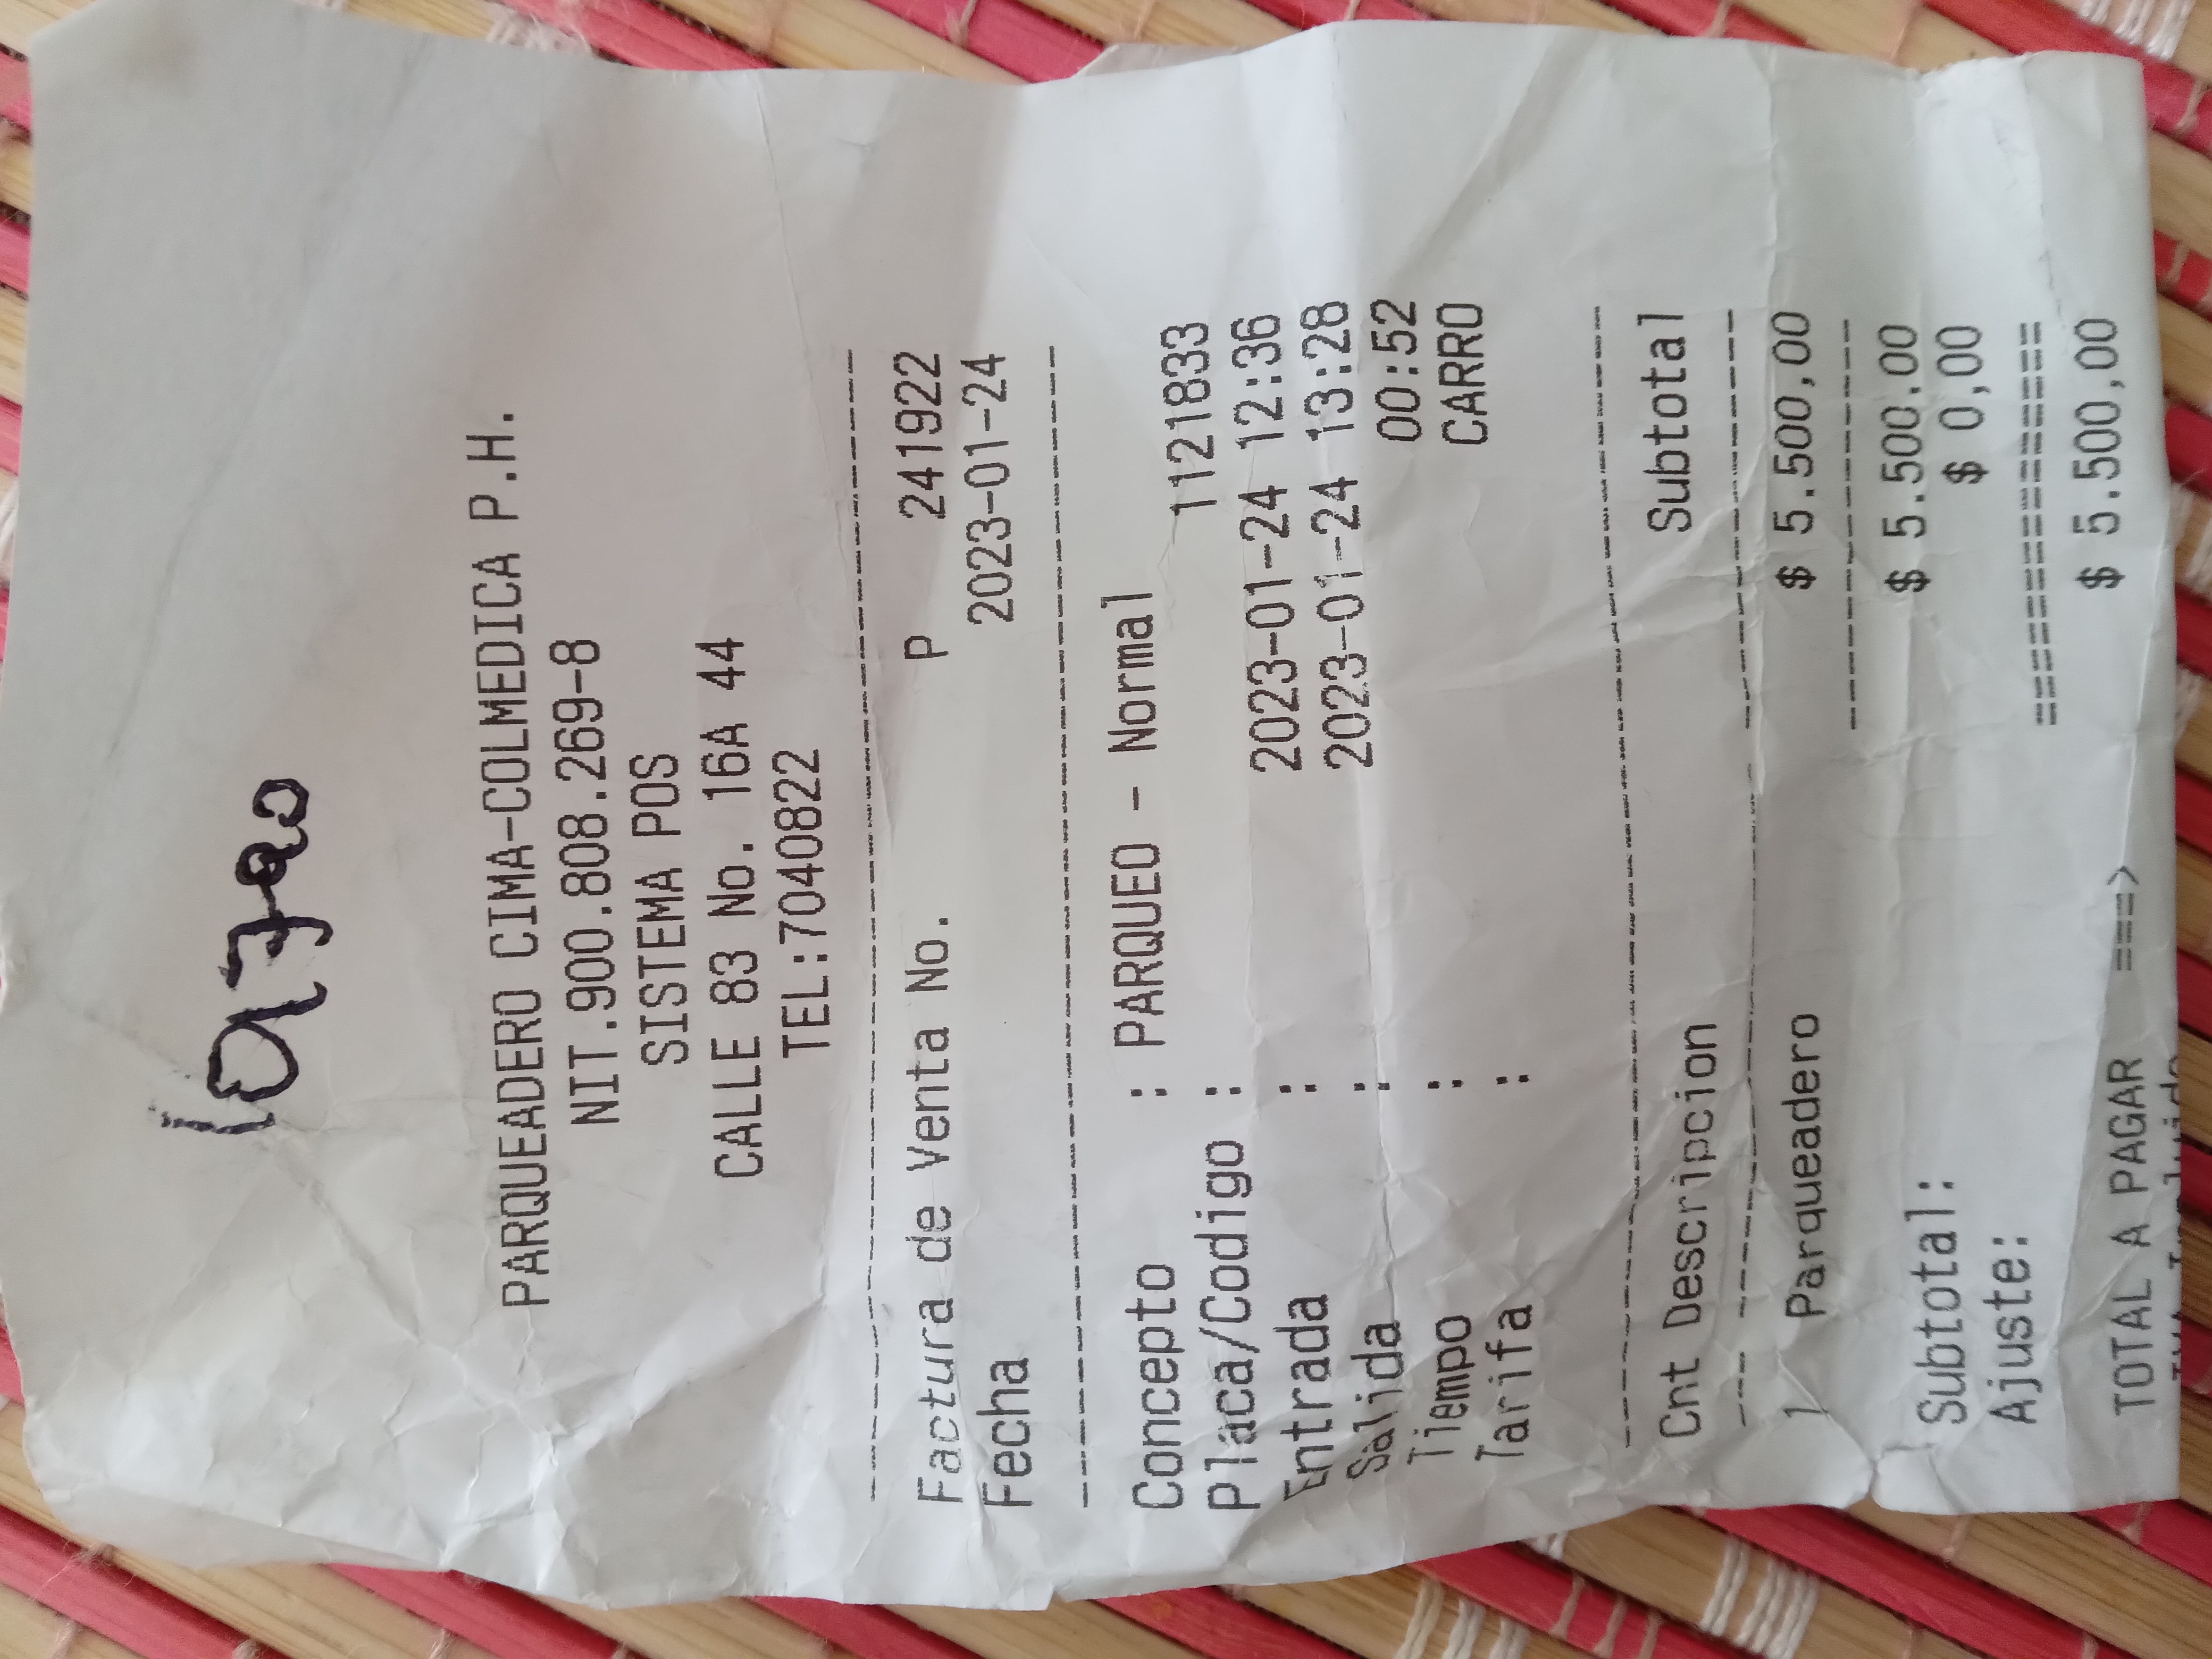 PARQUEADERO CIMA-COLMEDICA P.H.
NIT.900.808.269-8
SISTEMA POS
CALLE 83 No. 16A 44
TEL:7040822
Factura de Venta No. P 241922
Fecha 2023-01-24
Concepto : PARQUEO - Normal
Placa/Codigo : 1121833
Entrada : 2023-01-24 12:36
Salida : 2023-01-24 13:28
Tiempo : 00:52
Tarifa : CARRO
Cnt Descripcion Subtotal
1 Parqueadero $ 5.500,00
Subtotal: $ 5.500,00
Ajuste: $ 0,00
TOTAL A PAGAR ===> $ 5.500,00